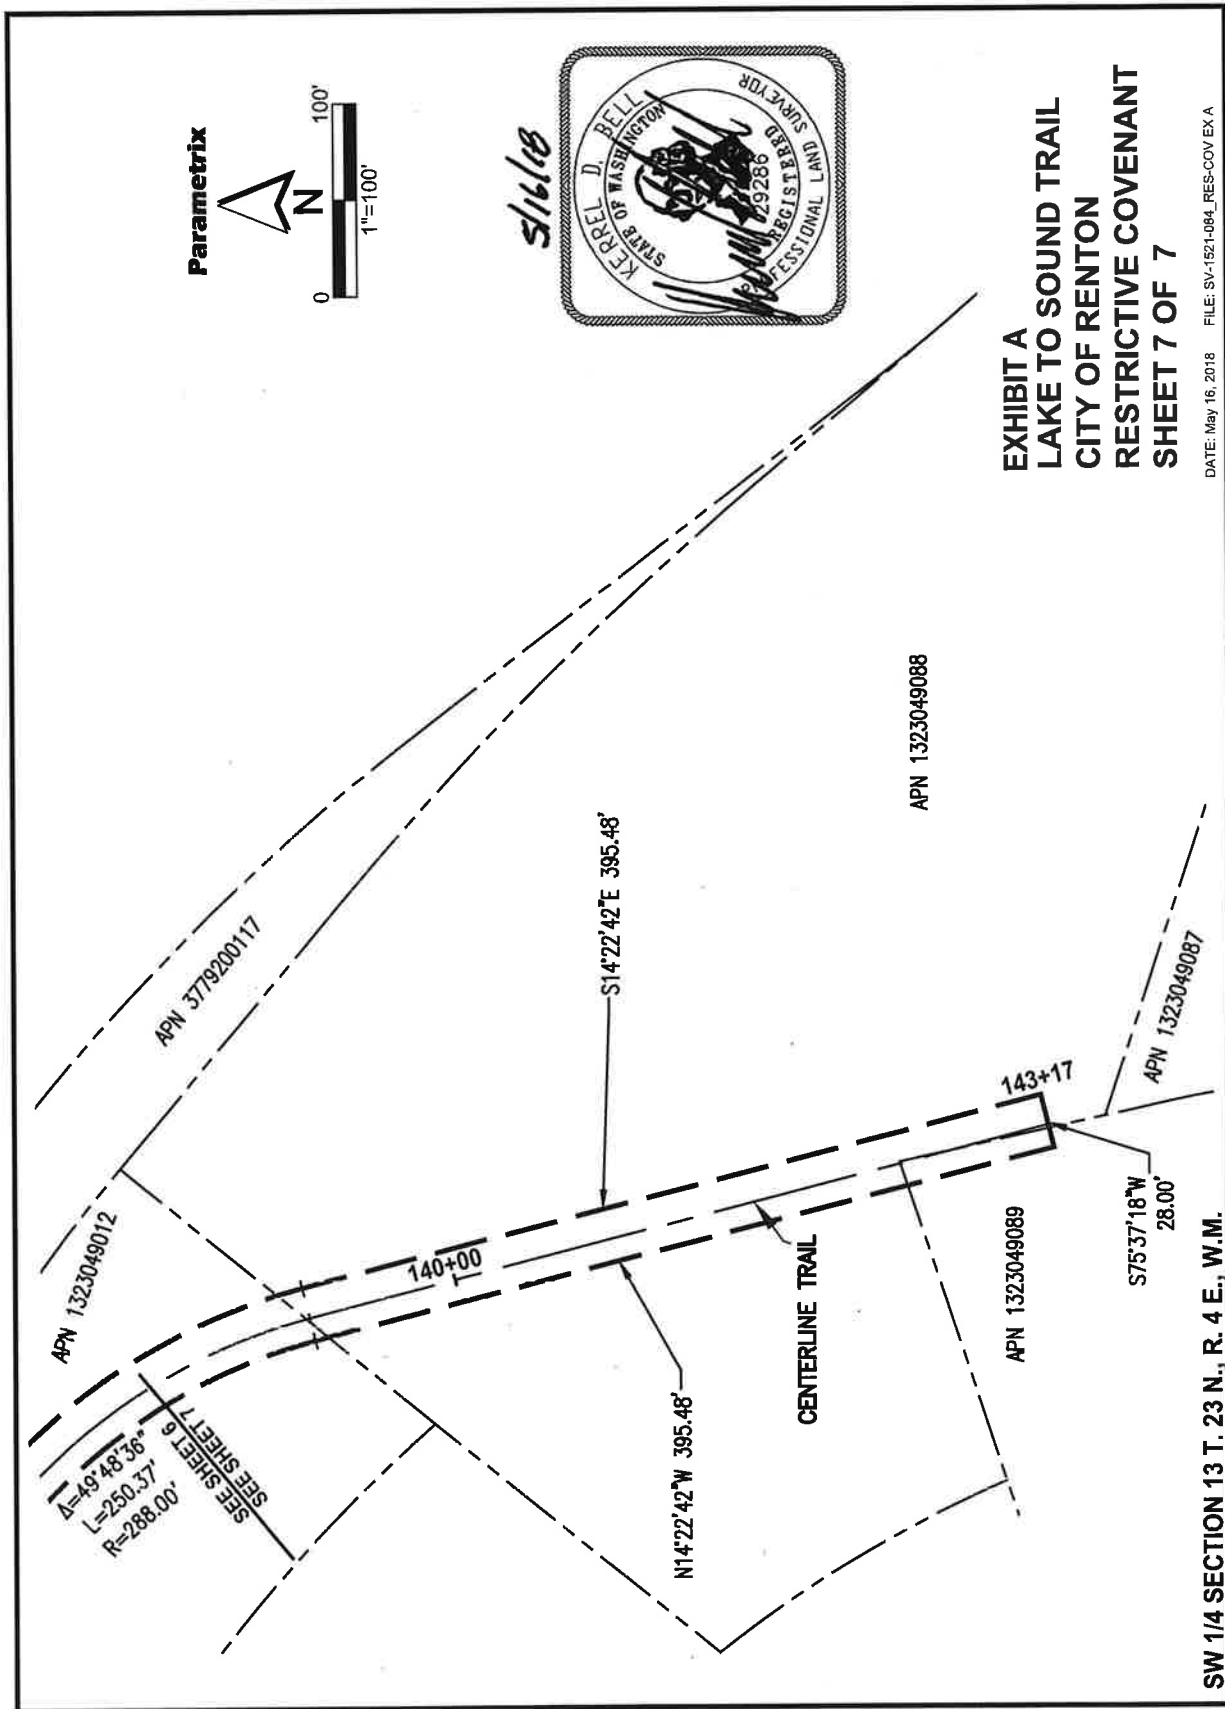 Parametrix
N
0
100'
1"=100'
5/16/18
KERREL D. BELL
STATE OF WASHINGTON
29286
REGISTERED
PROFESSIONAL LAND SURVEYOR
APN 3779200117
APN 1323049012
Δ=49°48'36"
L=250.37'
R=288.00'
SEE SHEET 6
SEE SHEET 7
140+00
S14°22'42"E 395.48'
N14°22'42"W 395.48'
CENTERLINE TRAIL
APN 1323049088
143+17
APN 1323049089
APN 1323049087
S75°37'18"W
28.00'
EXHIBIT A
LAKE TO SOUND TRAIL
CITY OF RENTON
RESTRICTIVE COVENANT
SHEET 7 OF 7
SW 1/4 SECTION 13 T. 23 N., R. 4 E., W.M.
DATE: May 16, 2018 FILE: SV-1521-084_RES-COV EX A